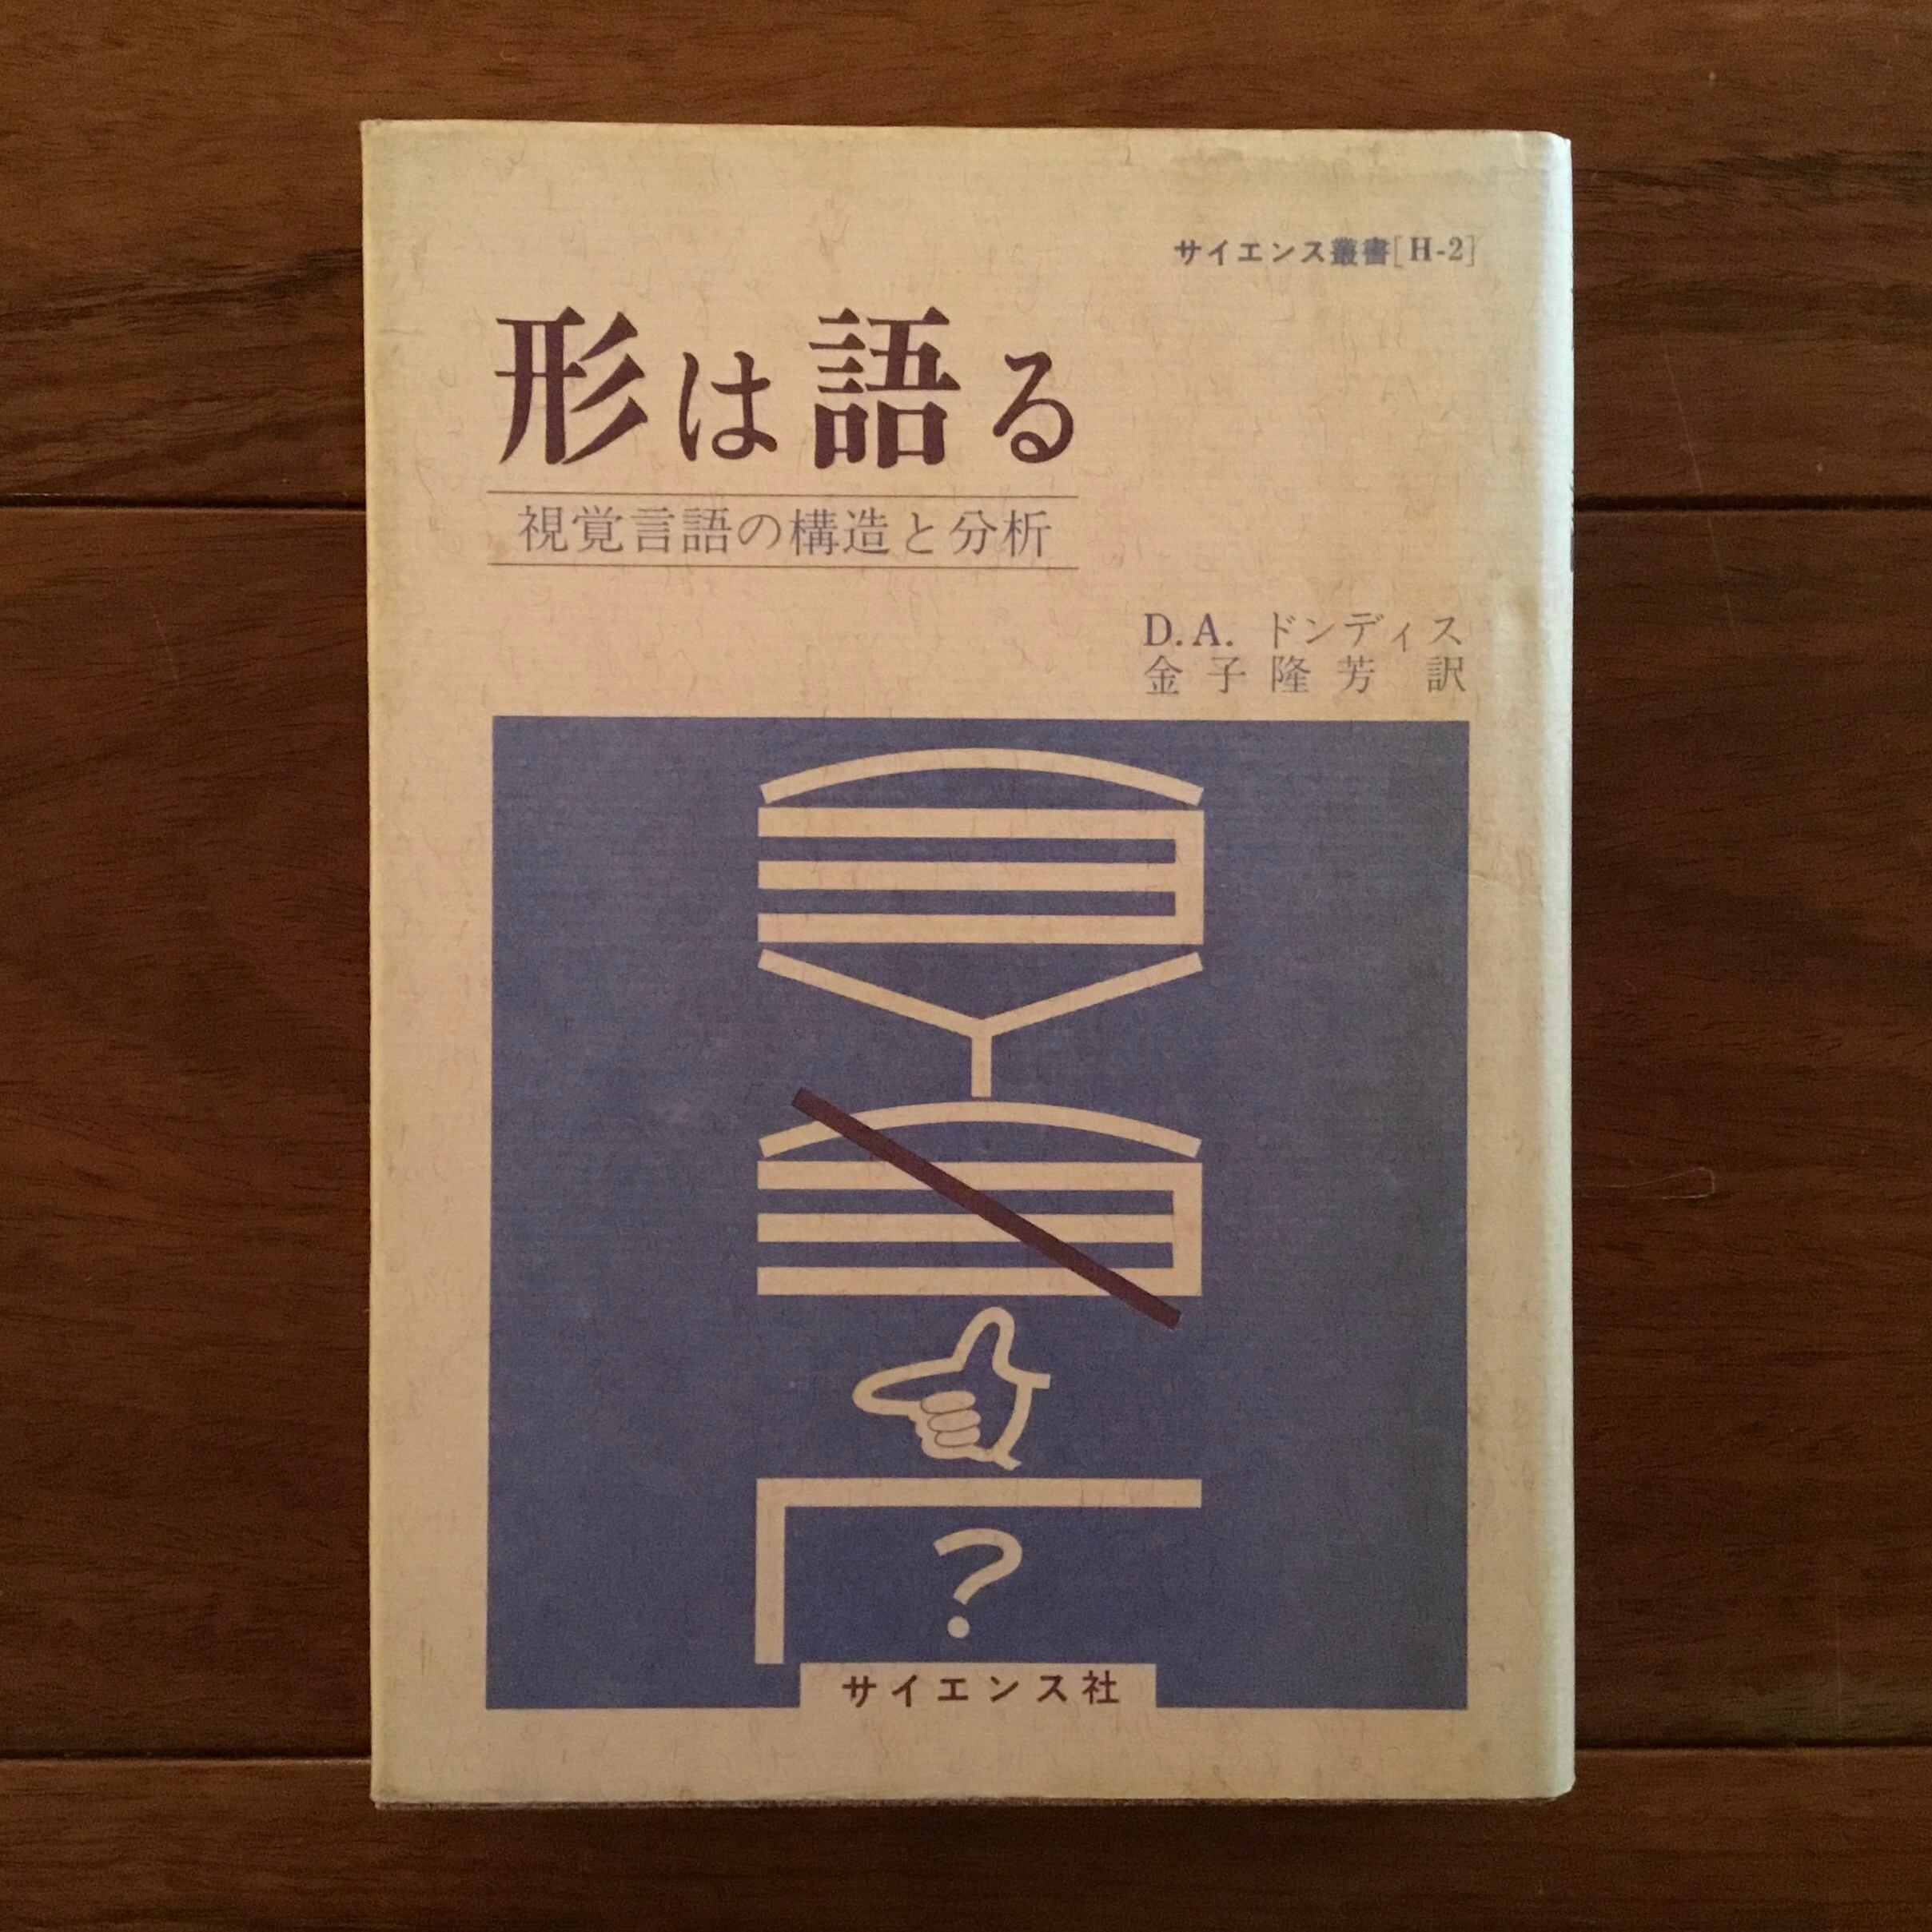 サイエンス叢書[H-2]
形は語る
視覚言語の構造と分析
D.A. ドンディス
金子隆芳 訳
?
サイエンス社